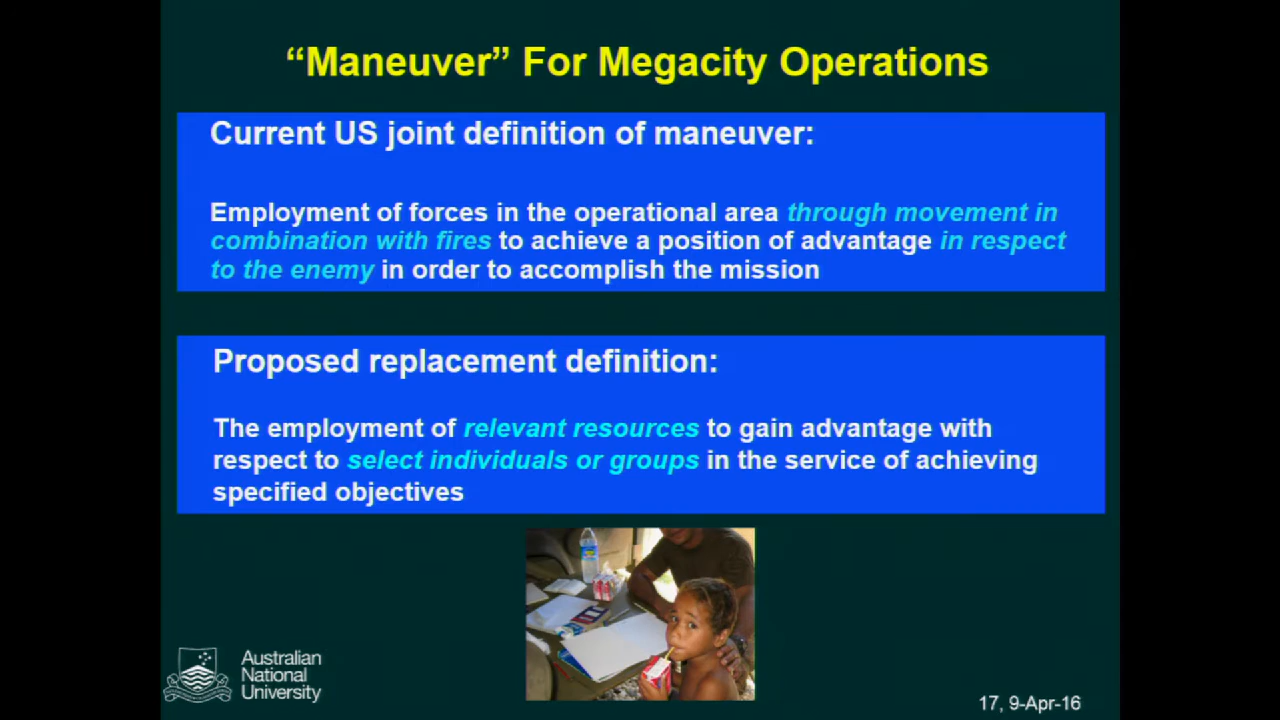 “Maneuver” For Megacity Operations
Current US joint definition of maneuver:
Employment of forces in the operational area through movement in
combination with fires to achieve a position of advantage in respect
to the enemy in order to accomplish the mission
Proposed replacement definition:
The employment of relevant resources to gain advantage with
respect to select individuals or groups in the service of achieving
specified objectives
Australian
National
University
17, 9-Apr-16